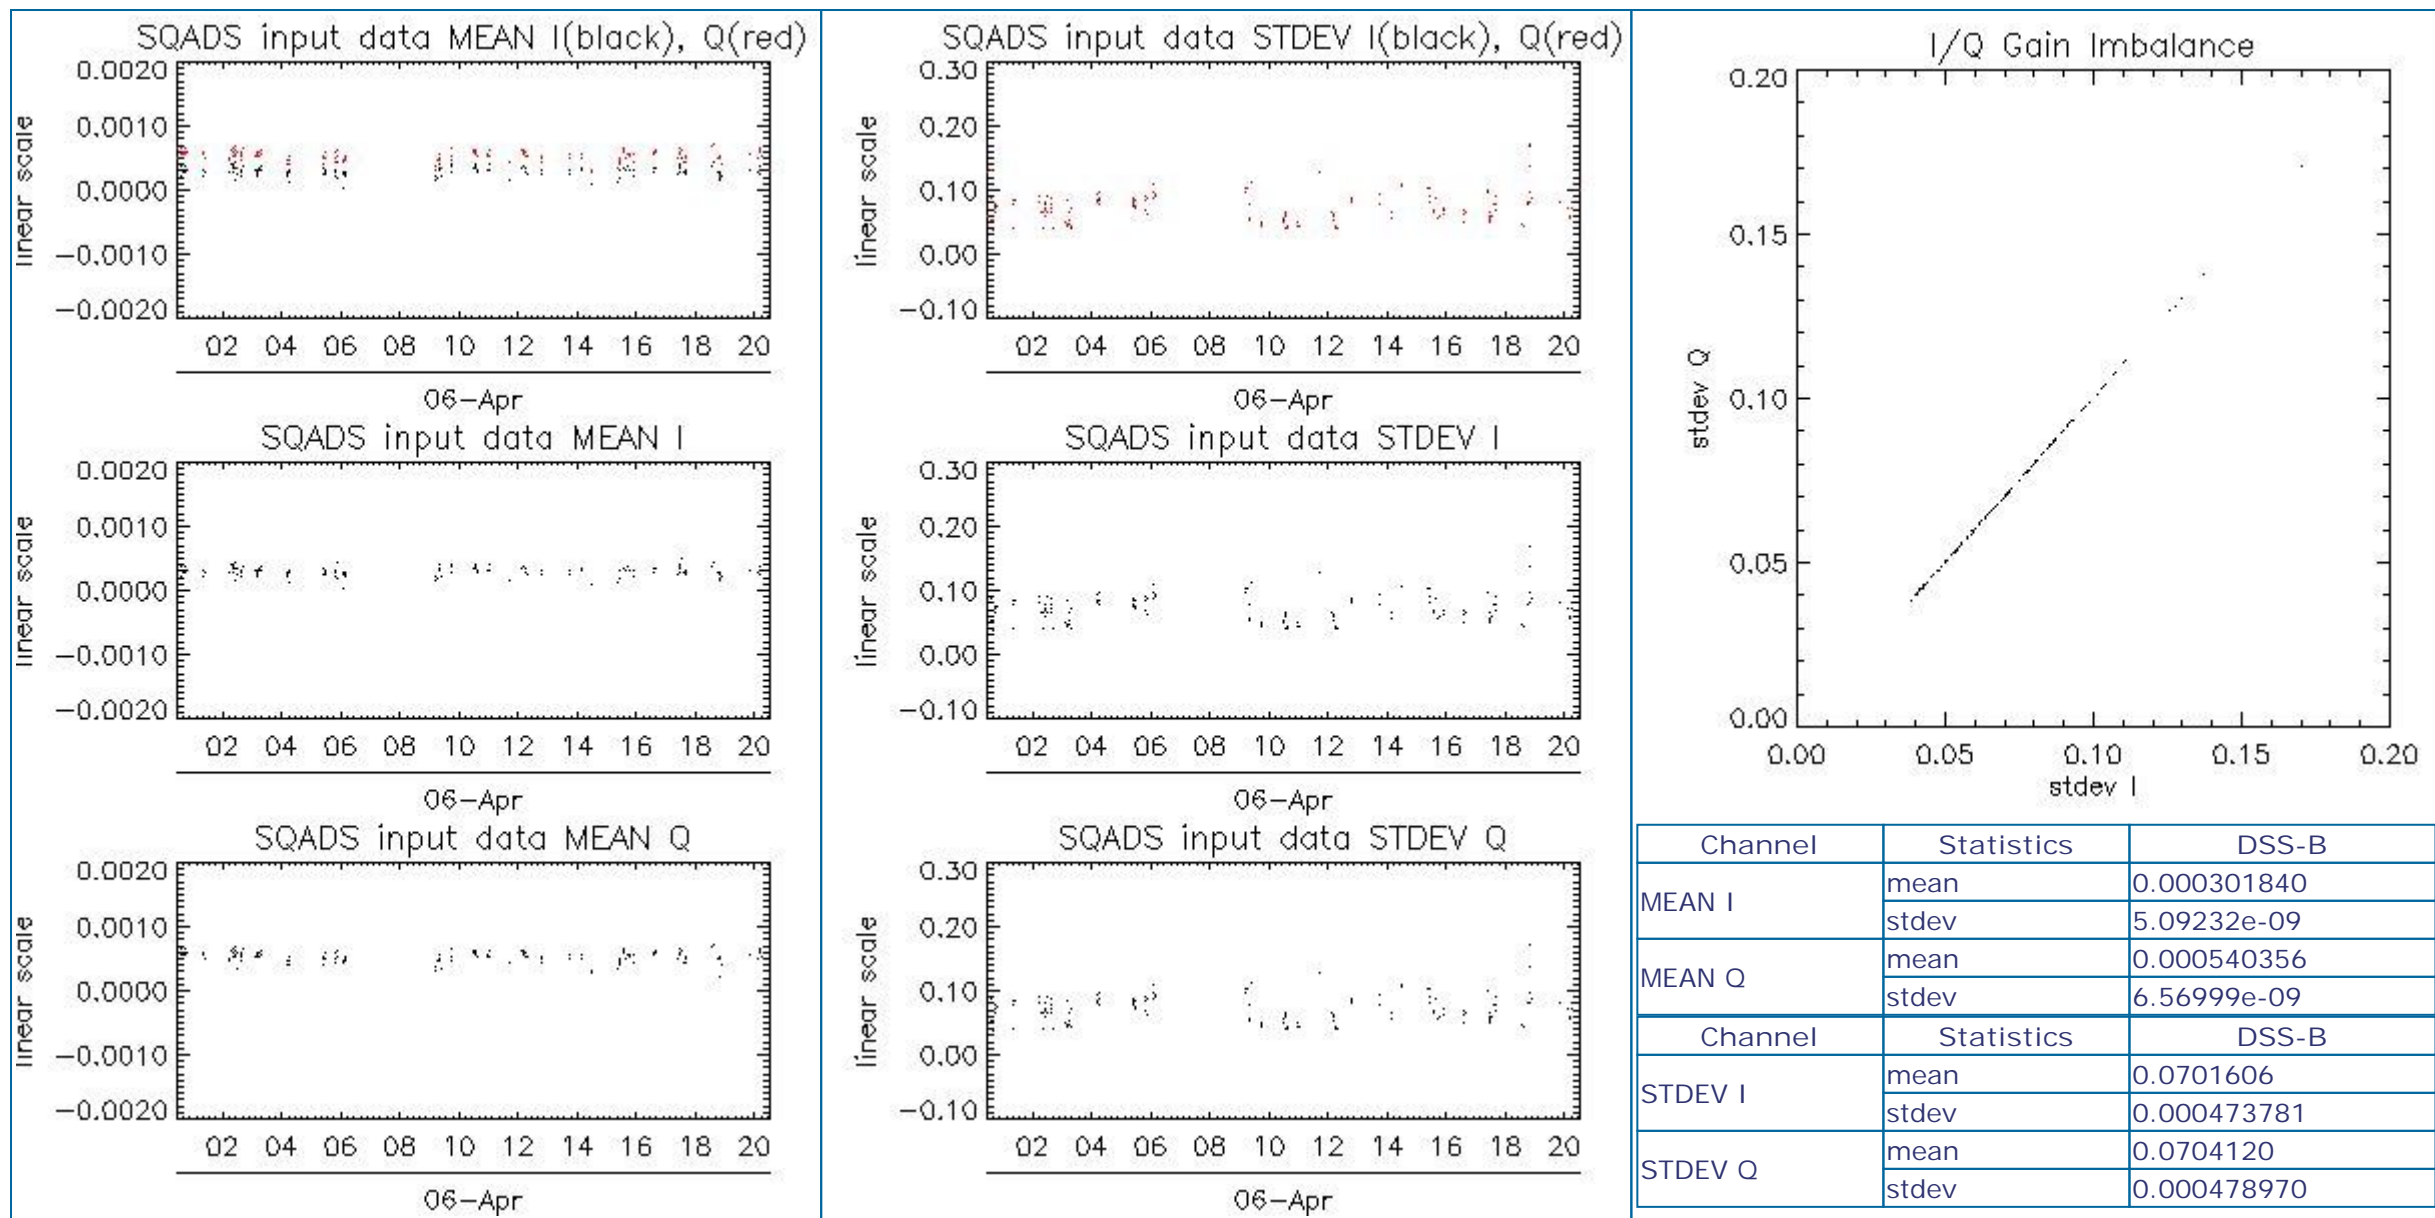 SQADS input data MEAN I(black), Q(red)
0.0020
0.0010
0.0000
−0.0010
−0.0020
linear scale
02 04 06 08 10 12 14 16 18 20
06−Apr
SQADS input data MEAN I
0.0020
0.0010
0.0000
−0.0010
−0.0020
linear scale
02 04 06 08 10 12 14 16 18 20
06−Apr
SQADS input data MEAN Q
0.0020
0.0010
0.0000
−0.0010
−0.0020
linear scale
02 04 06 08 10 12 14 16 18 20
06−Apr
SQADS input data STDEV I(black), Q(red)
0.30
0.20
0.10
0.00
−0.10
linear scale
02 04 06 08 10 12 14 16 18 20
06−Apr
SQADS input data STDEV I
0.30
0.20
0.10
0.00
−0.10
linear scale
02 04 06 08 10 12 14 16 18 20
06−Apr
SQADS input data STDEV Q
0.30
0.20
0.10
0.00
−0.10
linear scale
02 04 06 08 10 12 14 16 18 20
06−Apr
I/Q Gain Imbalance
0.20
0.15
0.10
0.05
0.00
stdev Q
0.00 0.05 0.10 0.15 0.20
stdev I
Channel Statistics DSS-B
MEAN I mean 0.000301840
stdev 5.09232e-09
MEAN Q mean 0.000540356
stdev 6.56999e-09
Channel Statistics DSS-B
STDEV I mean 0.0701606
stdev 0.000473781
STDEV Q mean 0.0704120
stdev 0.000478970